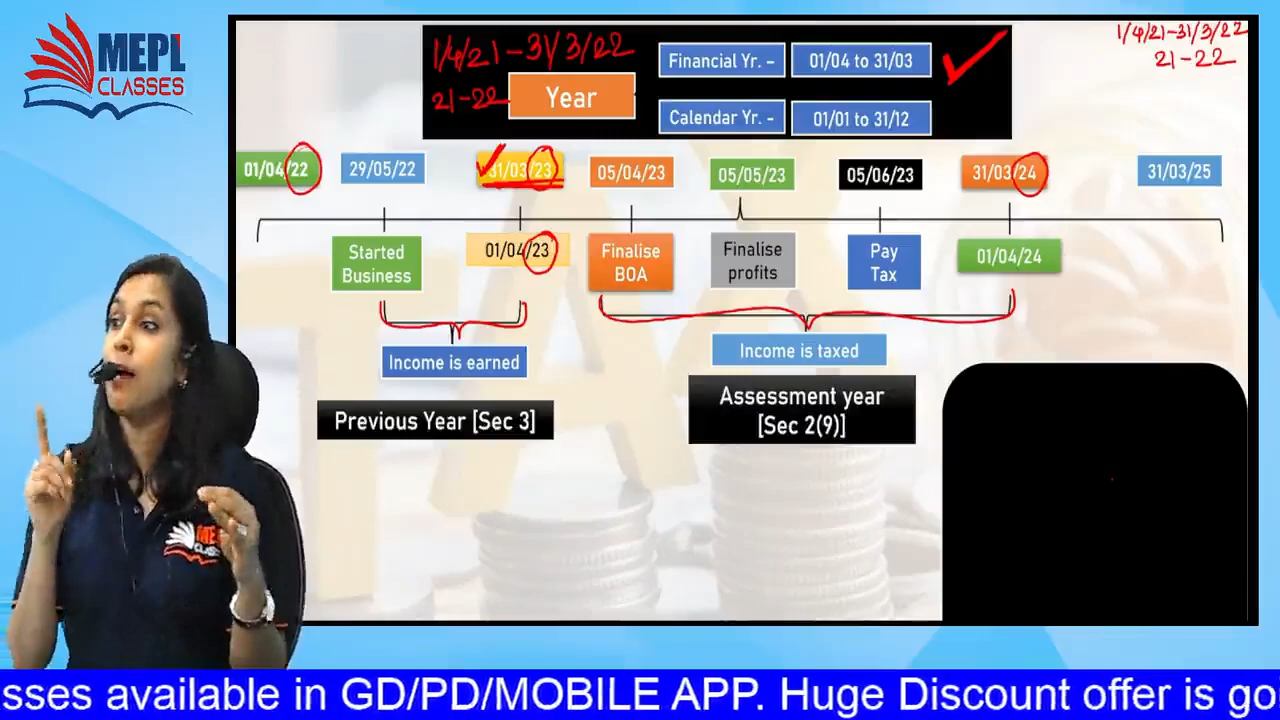 MEPL
CLASSES
1/4/21-31/3/22
21-22
Year
Financial Yr. -
01/04 to 31/03
Calendar Yr. -
01/01 to 31/12
1/4/21-31/3/22
21-22
01/04/22
29/05/22
31/03/23
05/04/23
05/05/23
05/06/23
31/03/24
31/03/25
Started
Business
01/04/23
Finalise
BOA
Finalise
profits
Pay
Tax
01/04/24
Income is earned
Income is taxed
Previous Year [Sec 3]
Assessment year
[Sec 2(9)]
TAX
MEPL
CLASSES
sses available in GD/PD/MOBILE APP. Huge Discount offer is goi